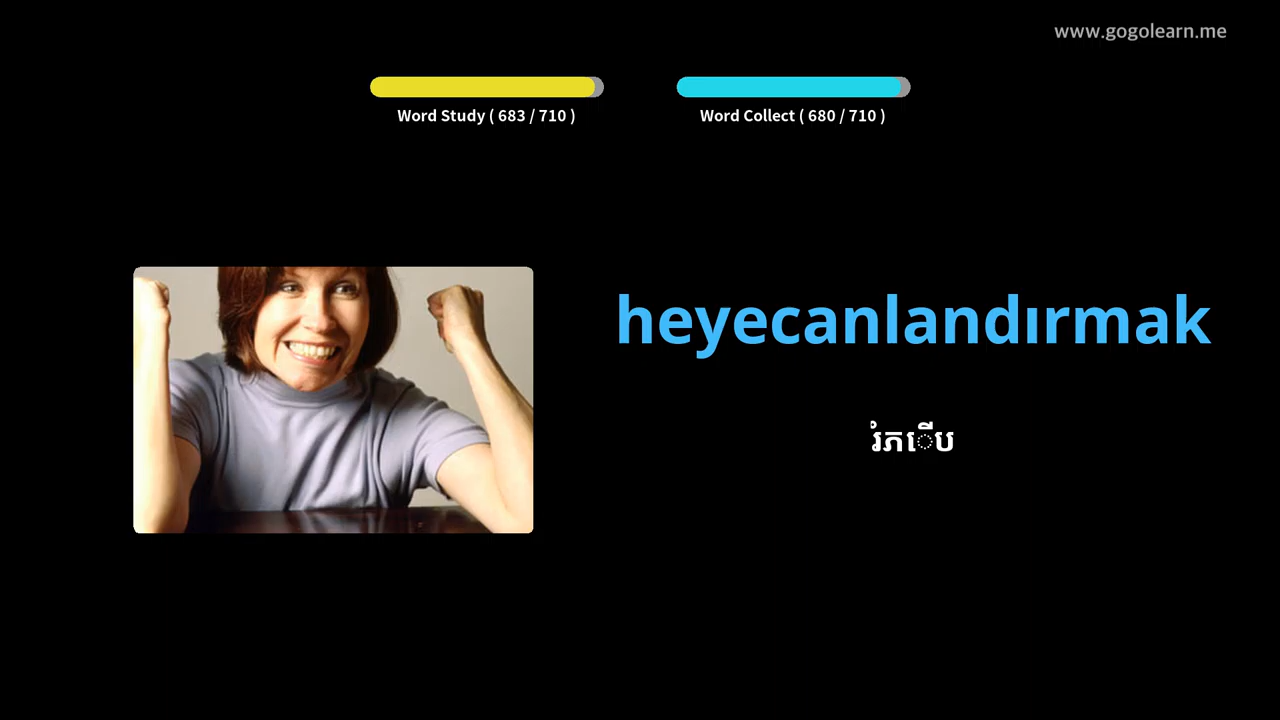 www.gogolearn.me
Word Study ( 683 / 710 )
Word Collect ( 680 / 710 )
heyecanlandırmak
រំភើប